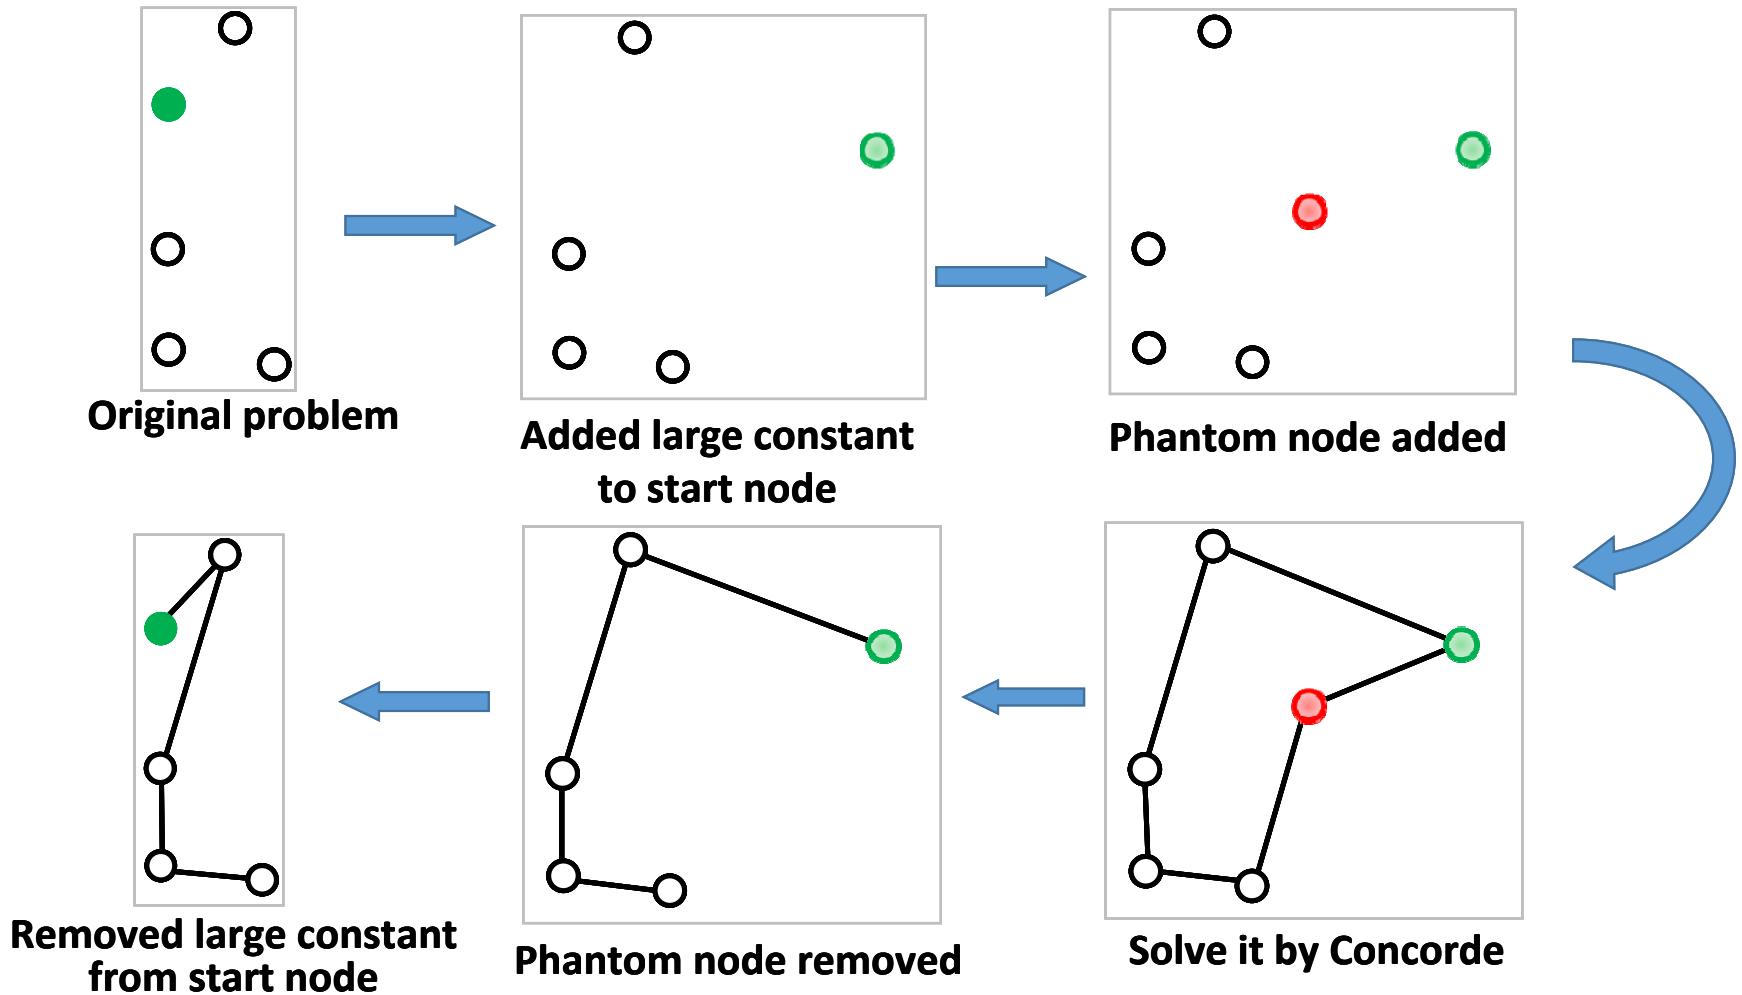 Original problem
Added large constant
to start node
Phantom node added
Solve it by Concorde
Phantom node removed
Removed large constant
from start node